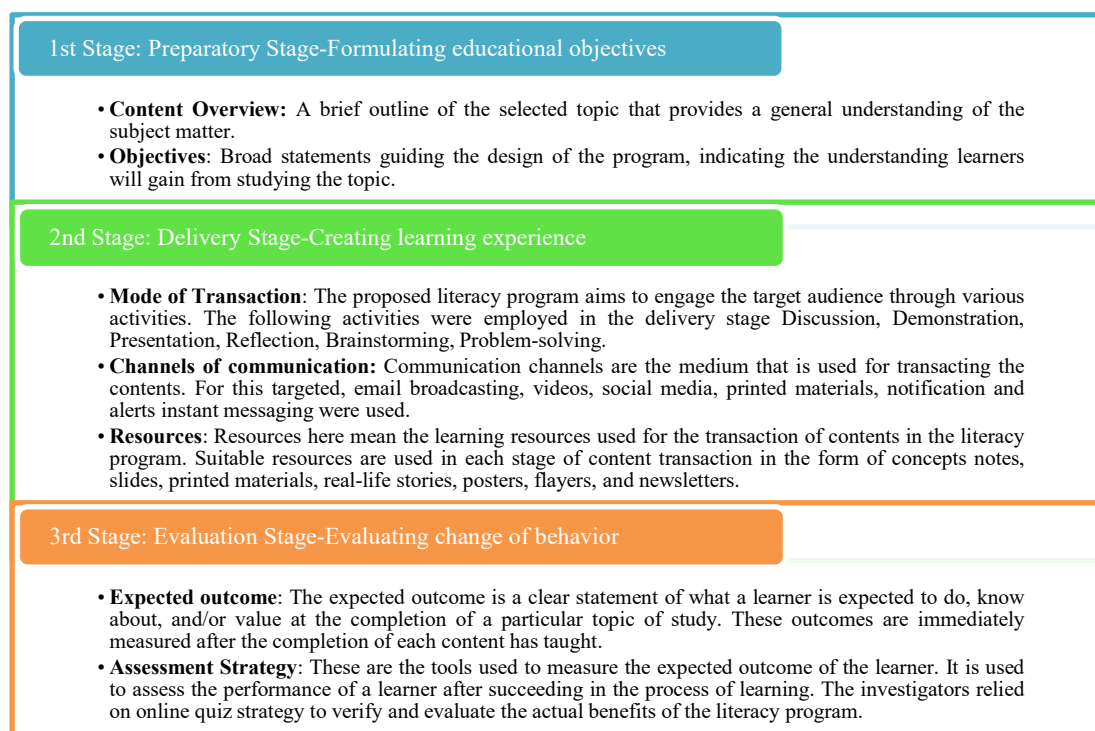 1st Stage: Preparatory Stage-Formulating educational objectives
• Content Overview: A brief outline of the selected topic that provides a general understanding of the
subject matter.
• Objectives: Broad statements guiding the design of the program, indicating the understanding learners
will gain from studying the topic.
2nd Stage: Delivery Stage-Creating learning experience
• Mode of Transaction: The proposed literacy program aims to engage the target audience through various
activities. The following activities were employed in the delivery stage Discussion, Demonstration,
Presentation, Reflection, Brainstorming, Problem-solving.
• Channels of communication: Communication channels are the medium that is used for transacting the
contents. For this targeted, email broadcasting, videos, social media, printed materials, notification and
alerts instant messaging were used.
• Resources: Resources here mean the learning resources used for the transaction of contents in the literacy
program. Suitable resources are used in each stage of content transaction in the form of concepts notes,
slides, printed materials, real-life stories, posters, flayers, and newsletters.
3rd Stage: Evaluation Stage-Evaluating change of behavior
• Expected outcome: The expected outcome is a clear statement of what a learner is expected to do, know
about, and/or value at the completion of a particular topic of study. These outcomes are immediately
measured after the completion of each content has taught.
• Assessment Strategy: These are the tools used to measure the expected outcome of the learner. It is used
to assess the performance of a learner after succeeding in the process of learning. The investigators relied
on online quiz strategy to verify and evaluate the actual benefits of the literacy program.